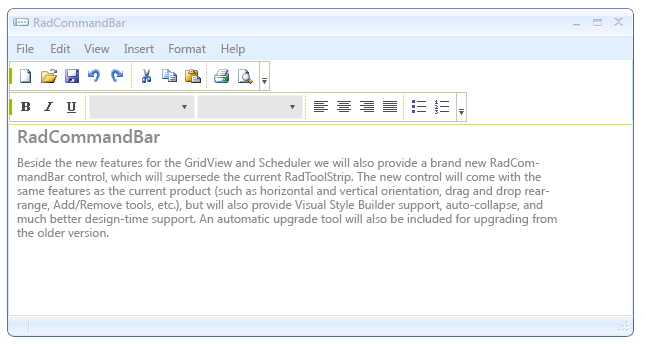 RadCommandBar
File Edit View Insert Format Help
B I U
RadCommandBar
Beside the new features for the GridView and Scheduler we will also provide a brand new RadCom-
mandBar control, which will supersede the current RadToolStrip. The new control will come with the
same features as the current product (such as horizontal and vertical orientation, drag and drop rear-
range, Add/Remove tools, etc.), but will also provide Visual Style Builder support, auto-collapse, and
much better design-time support. An automatic upgrade tool will also be included for upgrading from
the older version.